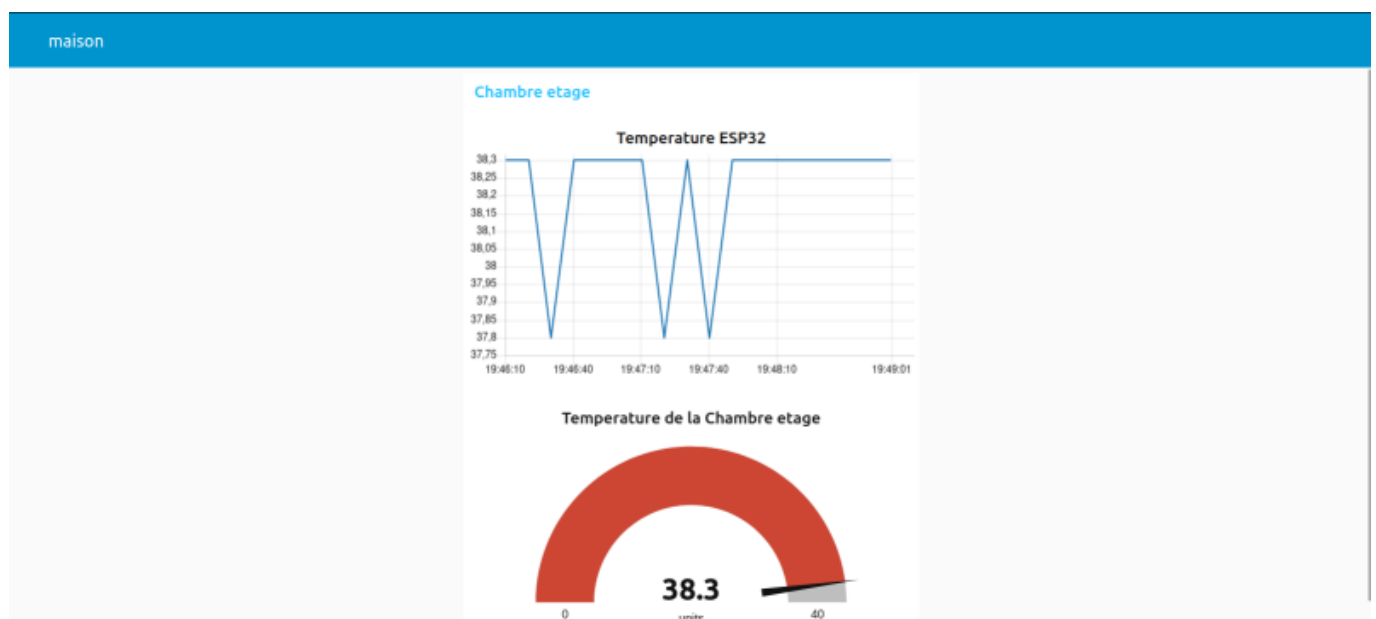 maison
Chambre etage
Temperature ESP32
38,3
38,25
38,2
38,15
38,1
38,05
38
37,95
37,9
37,85
37,8
37,75
19:46:10 19:46:40 19:47:10 19:47:40 19:48:10 19:49:01
Temperature de la Chambre etage
38.3
0 units 40